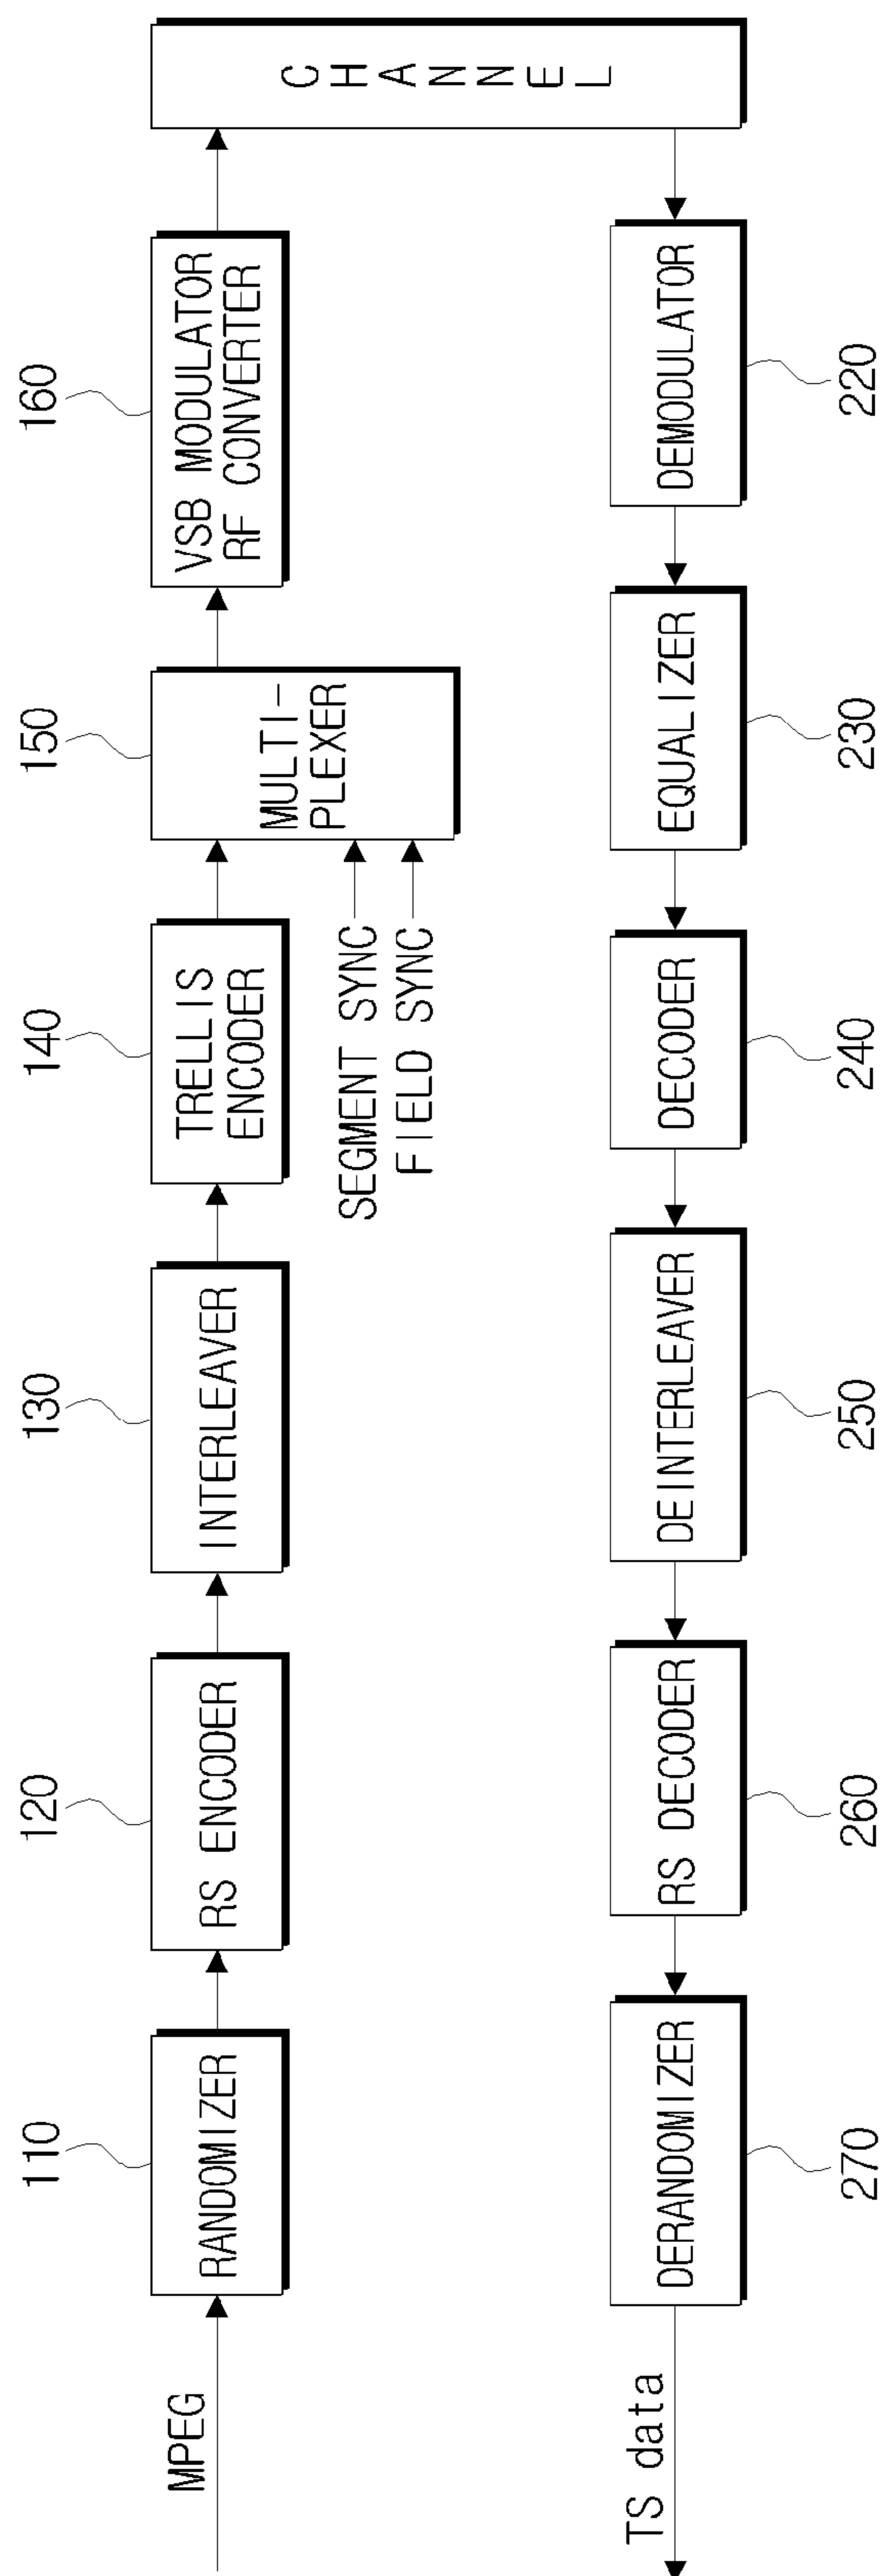 110
120
130
140
150
160
MPEG
RANDOMIZER
RS ENCODER
INTERLEAVER
TRELLIS
ENCODER
MULTI-
PLEXER
VSB MODULATOR
RF CONVERTER
SEGMENT SYNC
FIELD SYNC
CHANNEL
TS data
DERANDOMIZER
RS DECODER
DEINTERLEAVER
DECODER
EQUALIZER
DEMODULATOR
270
260
250
240
230
220